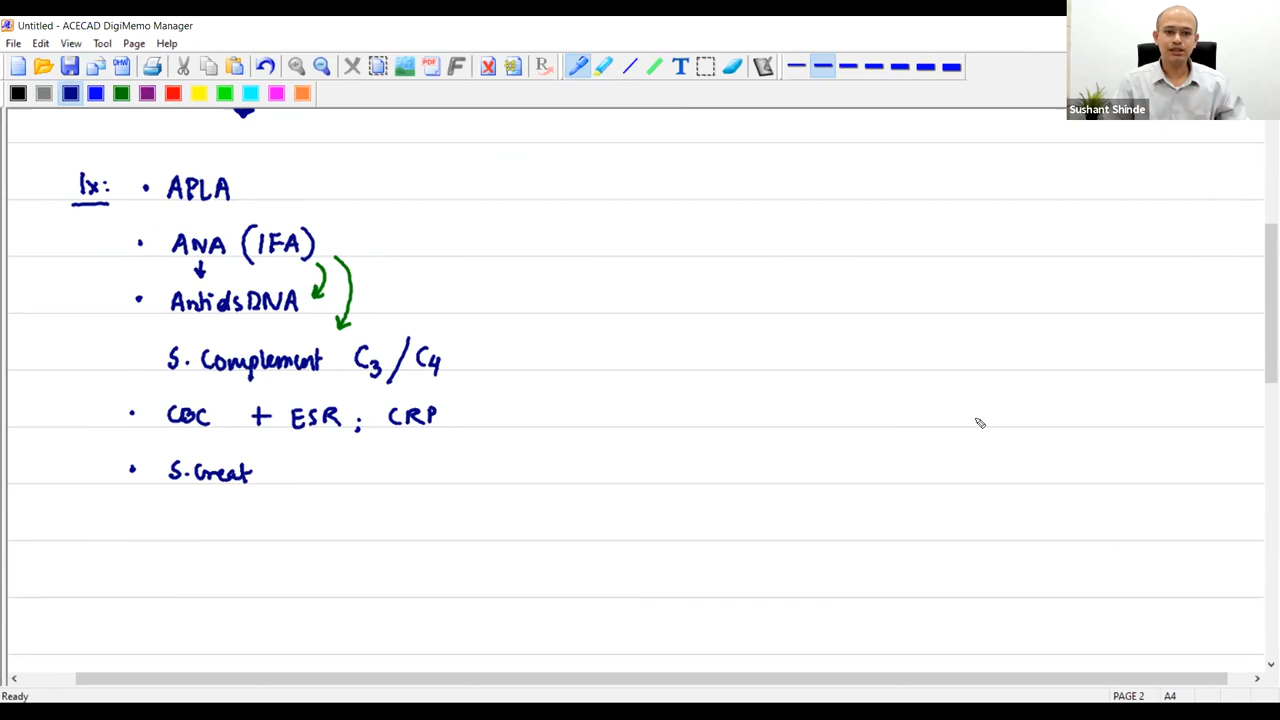 Untitled - ACECAD DigiMemo Manager
File Edit View Tool Page Help
Sushant Shinde
Ix: • APLA
• ANA (IFA)
• AntidsDNA
S. Complement C3/C4
• CBC + ESR ; CRP
• S.Creat
Ready
PAGE 2 A4